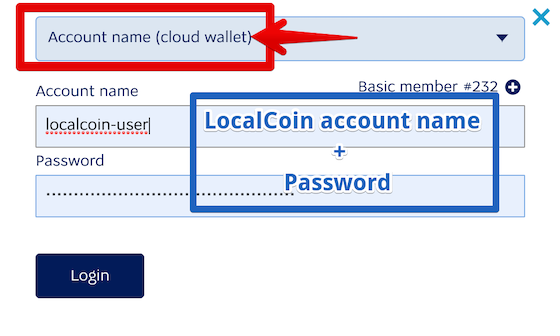 Account name (cloud wallet)
Account name
Basic member #232
localcoin-user
LocalCoin account name
+
Password
Password
Login